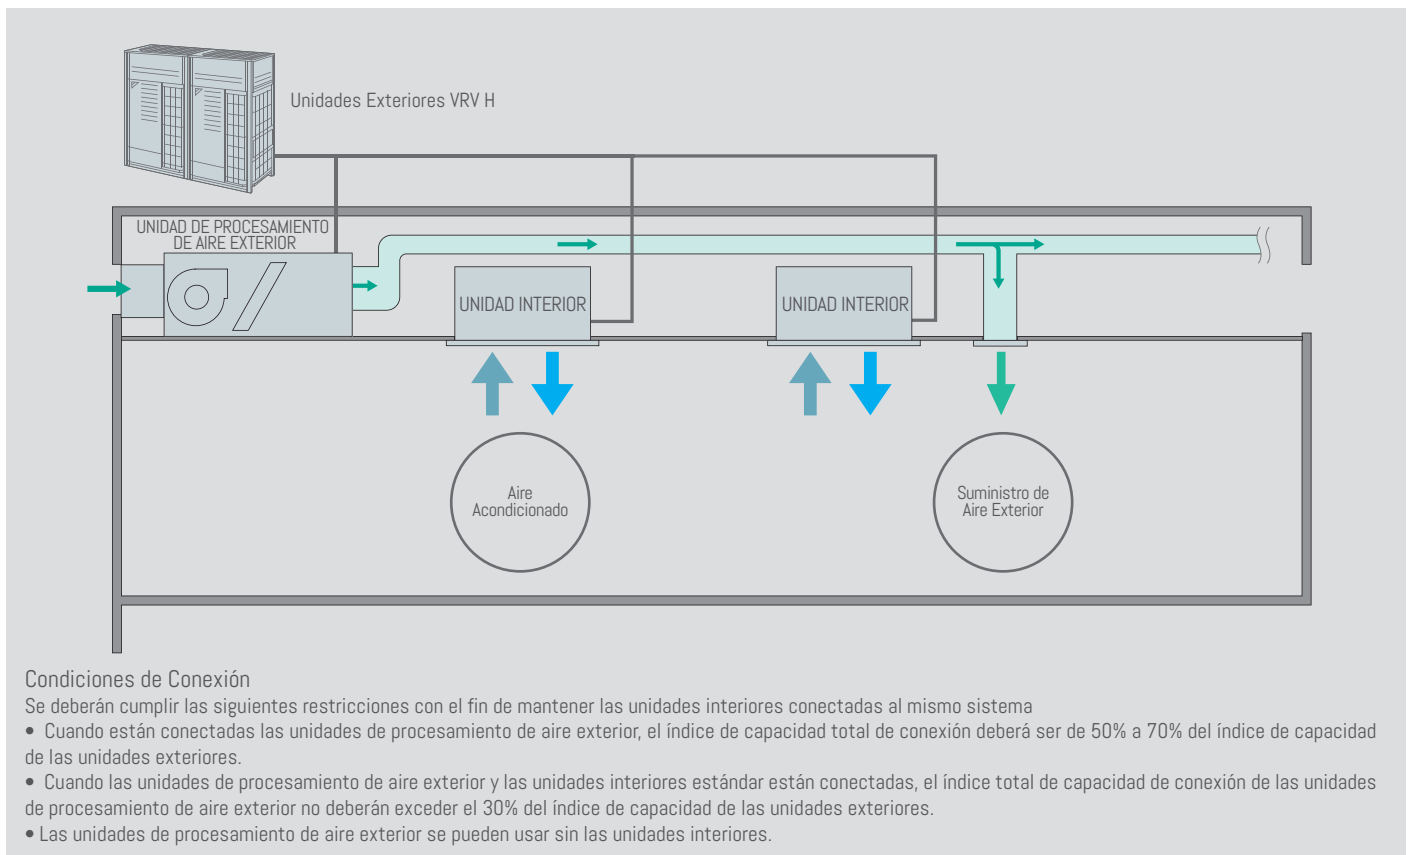 Unidades Exteriores VRV H
UNIDAD DE PROCESAMIENTO
DE AIRE EXTERIOR
UNIDAD INTERIOR
UNIDAD INTERIOR
Aire
Acondicionado
Suministro de
Aire Exterior
Condiciones de Conexión
Se deberán cumplir las siguientes restricciones con el fin de mantener las unidades interiores conectadas al mismo sistema
• Cuando están conectadas las unidades de procesamiento de aire exterior, el índice de capacidad total de conexión deberá ser de 50% a 70% del índice de capacidad
de las unidades exteriores.
• Cuando las unidades de procesamiento de aire exterior y las unidades interiores estándar están conectadas, el índice total de capacidad de conexión de las unidades
de procesamiento de aire exterior no deberán exceder el 30% del índice de capacidad de las unidades exteriores.
• Las unidades de procesamiento de aire exterior se pueden usar sin las unidades interiores.